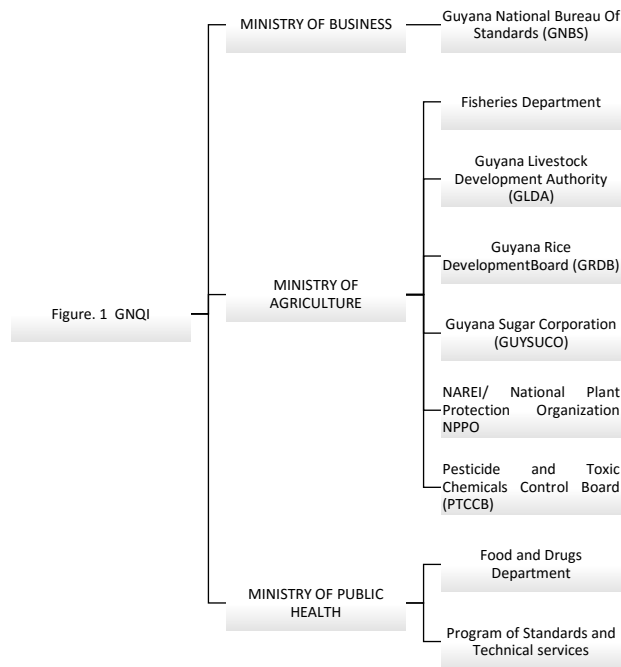 Figure. 1 GNQI
MINISTRY OF BUSINESS
Guyana National Bureau Of
Standards (GNBS)
MINISTRY OF
AGRICULTURE
Fisheries Department
Guyana Livestock
Development Authority
(GLDA)
Guyana Rice
DevelopmentBoard (GRDB)
Guyana Sugar Corporation
(GUYSUCO)
NAREI/ National Plant
Protection Organization
NPPO
Pesticide and Toxic
Chemicals Control Board
(PTCCB)
MINISTRY OF PUBLIC
HEALTH
Food and Drugs
Department
Program of Standards and
Technical services